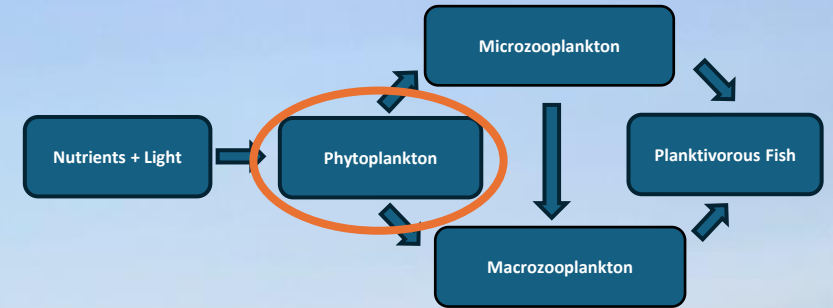 Microzooplankton
Nutrients + Light
Phytoplankton
Planktivorous Fish
Macrozooplankton